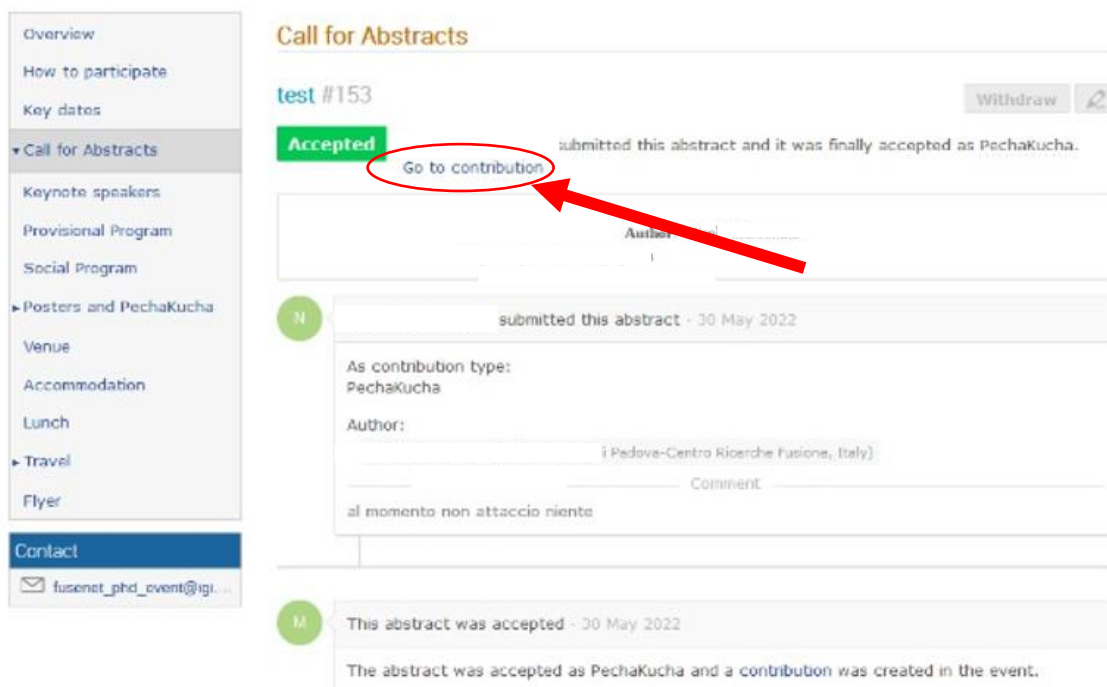 Overview
How to participate
Key dates
Call for Abstracts
Keynote speakers
Provisional Program
Social Program
Posters and PechaKucha
Venue
Accommodation
Lunch
Travel
Flyer
Contact
fusenet_phd_event@igi....
Call for Abstracts
test #153
Withdraw
Accepted
submitted this abstract and it was finally accepted as PechaKucha.
Go to contribution
Author
N
submitted this abstract - 30 May 2022
As contribution type:
PechaKucha
Author:
i Padova-Centro Ricerche Fusione, Italy)
Comment
al momento non attaccio niente
M
This abstract was accepted - 30 May 2022
The abstract was accepted as PechaKucha and a contribution was created in the event.